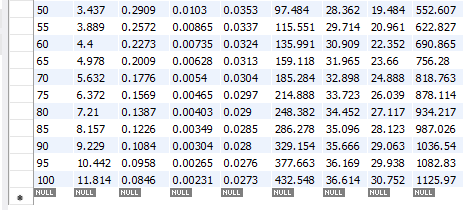 50 3.437 0.2909 0.0103 0.0353 97.484 28.362 19.484 552.607
55 3.889 0.2572 0.00865 0.0337 115.551 29.714 20.961 622.827
60 4.4 0.2273 0.00735 0.0324 135.991 30.909 22.352 690.865
65 4.978 0.2009 0.00628 0.0313 159.118 31.965 23.66 756.28
70 5.632 0.1776 0.0054 0.0304 185.284 32.898 24.888 818.763
75 6.372 0.1569 0.00465 0.0297 214.888 33.723 26.039 878.114
80 7.21 0.1387 0.00403 0.029 248.382 34.452 27.117 934.217
85 8.157 0.1226 0.00349 0.0285 286.278 35.096 28.123 987.026
90 9.229 0.1084 0.00304 0.028 329.154 35.666 29.063 1036.54
95 10.442 0.0958 0.00265 0.0276 377.663 36.169 29.938 1082.83
100 11.814 0.0846 0.00231 0.0273 432.548 36.614 30.752 1125.97
NULL NULL NULL NULL NULL NULL NULL NULL NULL